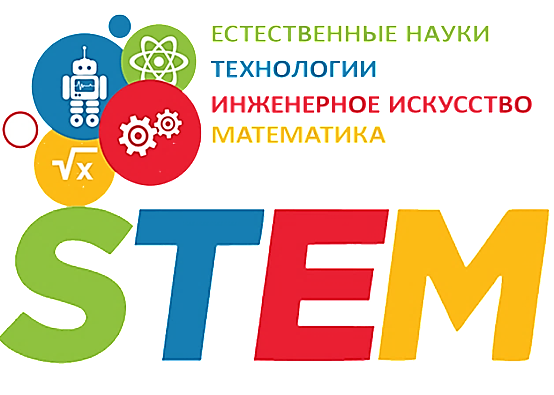 ЕСТЕСТВЕННЫЕ НАУКИ
ТЕХНОЛОГИИ
ИНЖЕНЕРНОЕ ИСКУССТВО
МАТЕМАТИКА
√x
STEM